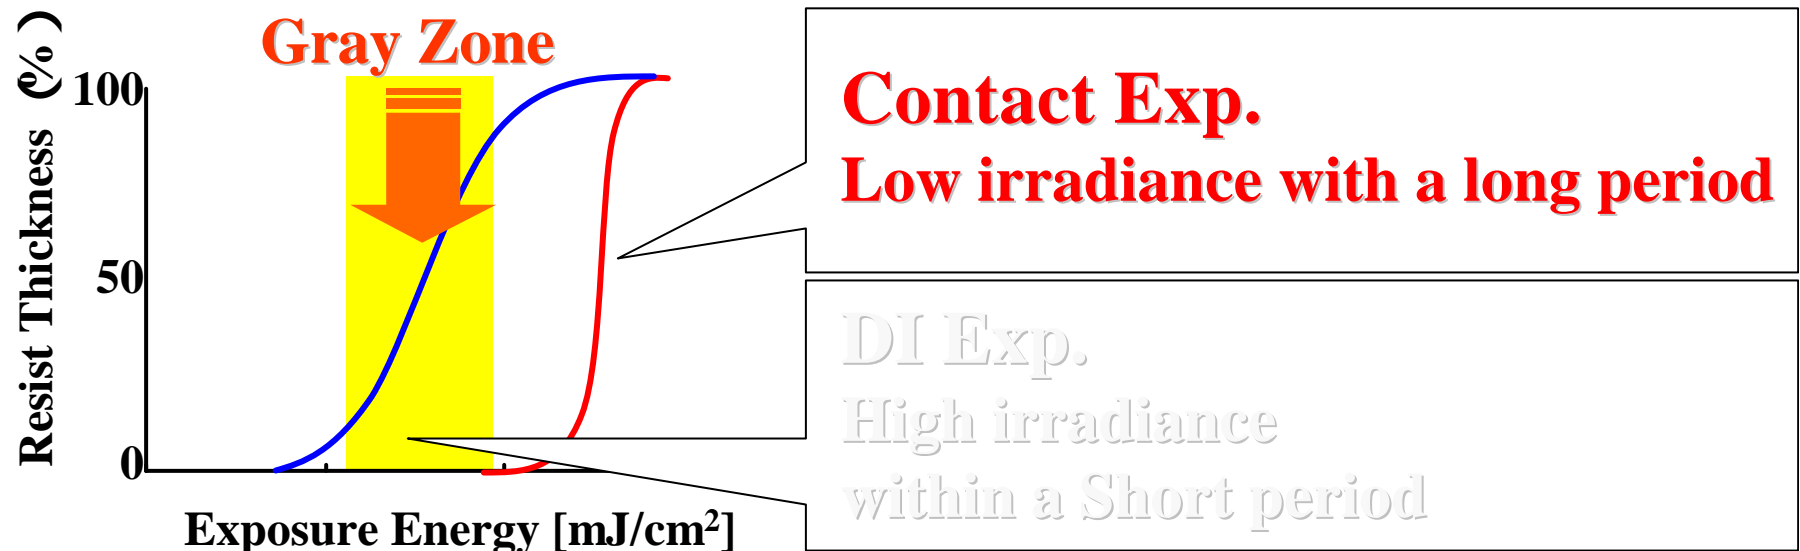 Gray Zone
Resist Thickness (%)
100
50
0
Exposure Energy [mJ/cm²]
Contact Exp.
Low irradiance with a long period
DI Exp.
High irradiance
within a Short period